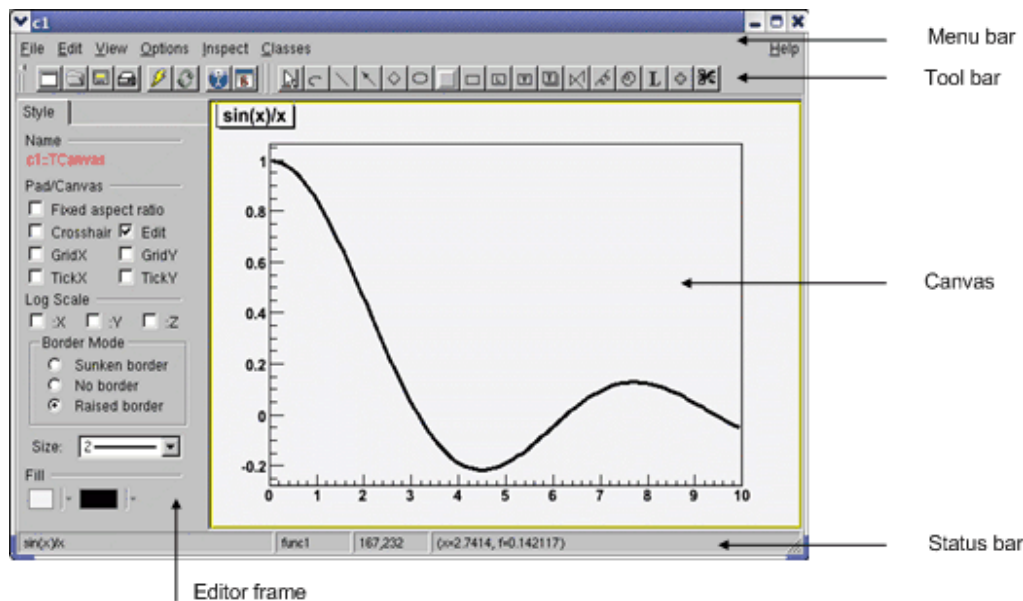 c1
File Edit View Options Inspect Classes Help
Menu bar
Tool bar
Style
Name
c1::TCanvas
Pad/Canvas
Fixed aspect ratio
Crosshair Edit
GridX GridY
TickX TickY
Log Scale
:X :Y :Z
Border Mode
Sunken border
No border
Raised border
Size: 2
Fill
sin(x)/x
1
0.8
0.6
0.4
0.2
0
-0.2
0 1 2 3 4 5 6 7 8 9 10
Canvas
sin(x)/x func1 167,232 (x=2.7414, f=0.142117)
Status bar
Editor frame